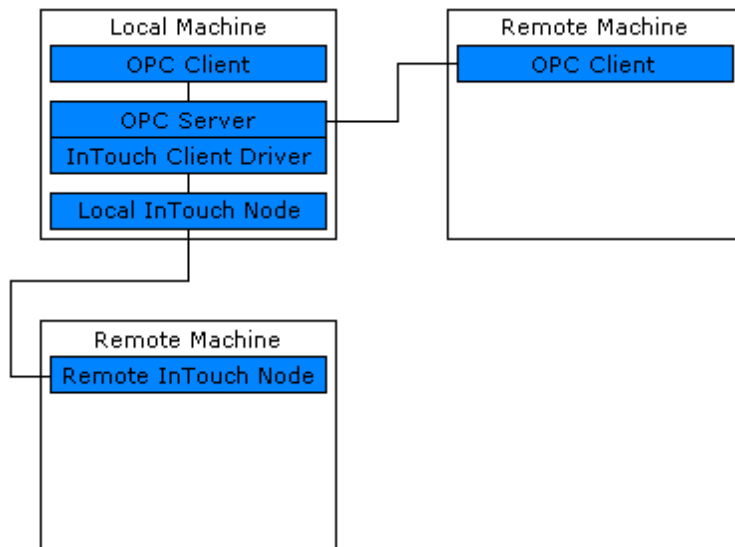 Local Machine
OPC Client
OPC Server
InTouch Client Driver
Local InTouch Node
Remote Machine
OPC Client
Remote Machine
Remote InTouch Node